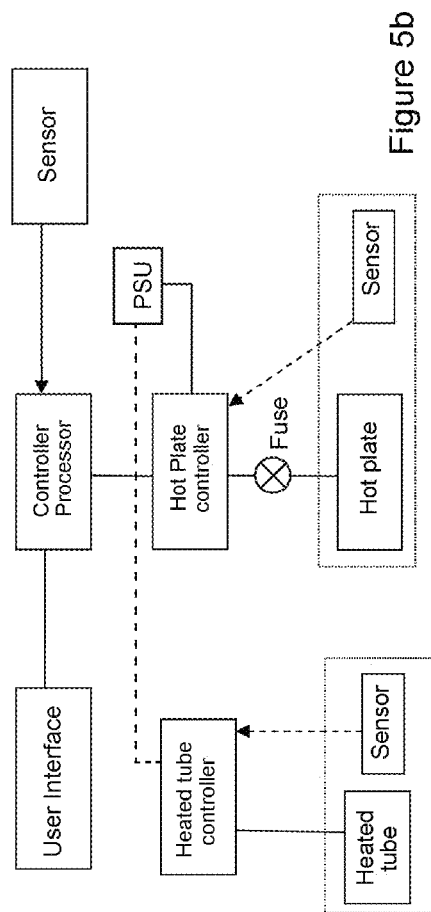 User Interface
Controller
Processor
Sensor
Heated tube
controller
Hot Plate
controller
PSU
Fuse
Heated
tube
Sensor
Hot plate
Sensor
Figure 5b